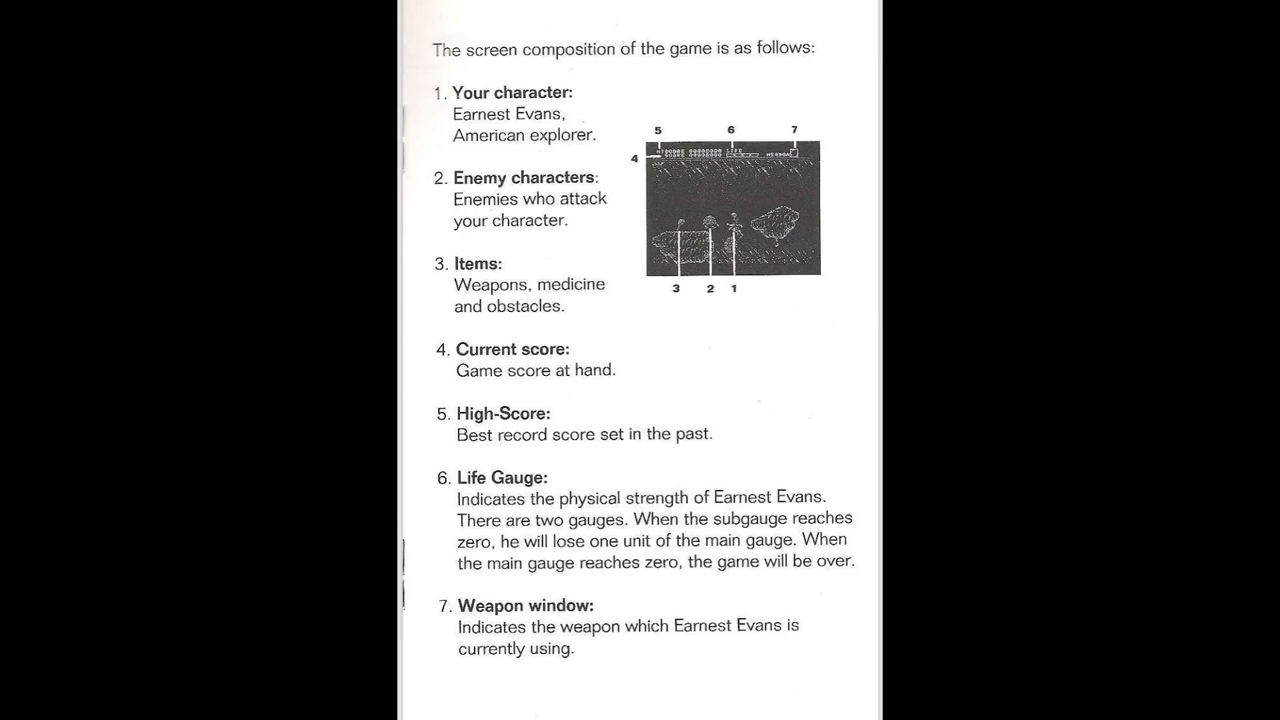 The screen composition of the game is as follows:
1. Your character:
Earnest Evans,
American explorer.
5 6 7
4
2. Enemy characters:
Enemies who attack
your character.
3. Items:
Weapons, medicine
and obstacles.
3 2 1
4. Current score:
Game score at hand.
5. High-Score:
Best record score set in the past.
6. Life Gauge:
Indicates the physical strength of Earnest Evans.
There are two gauges. When the subgauge reaches
zero, he will lose one unit of the main gauge. When
the main gauge reaches zero, the game will be over.
7. Weapon window:
Indicates the weapon which Earnest Evans is
currently using.